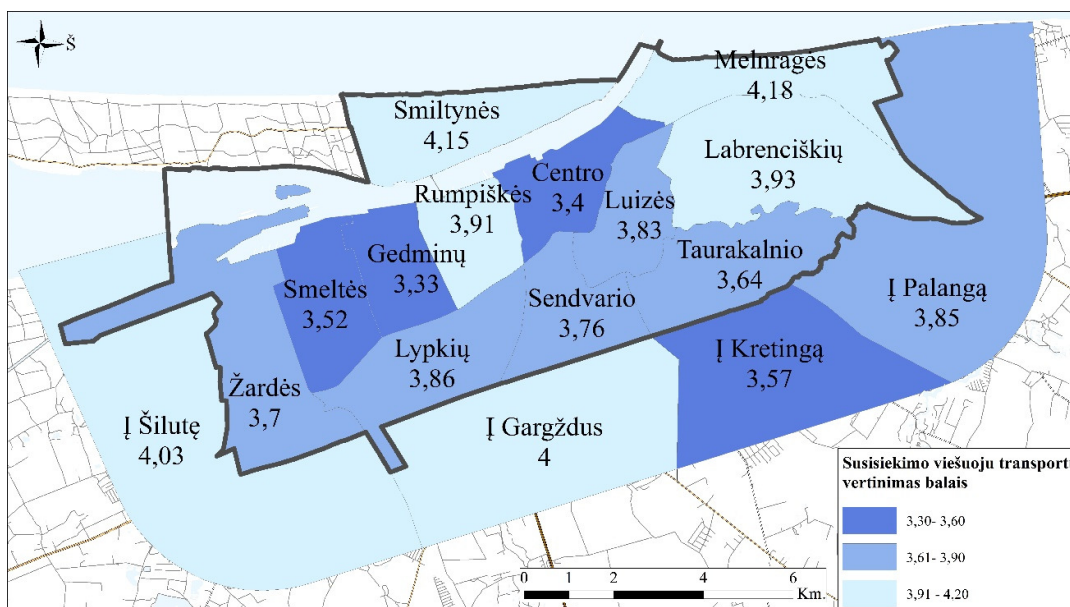 Š
Melnragės
4,18
Smiltynės
4,15
Labrenciškių
3,93
Centro
3,4
Rumpiškės
3,91
Luizės
3,83
Gedminų
3,33
Taurakalnio
3,64
Smeltės
3,52
Sendvario
3,76
Į Palangą
3,85
Lypkių
3,86
Į Kretingą
3,57
Žardės
3,7
Į Šilutę
4,03
Į Gargždus
4
Susisiekimo viešuoju transportu
vertinimas balais
3,30- 3,60
3,61- 3,90
3,91 - 4,20
0 1 2 4 6
Km.